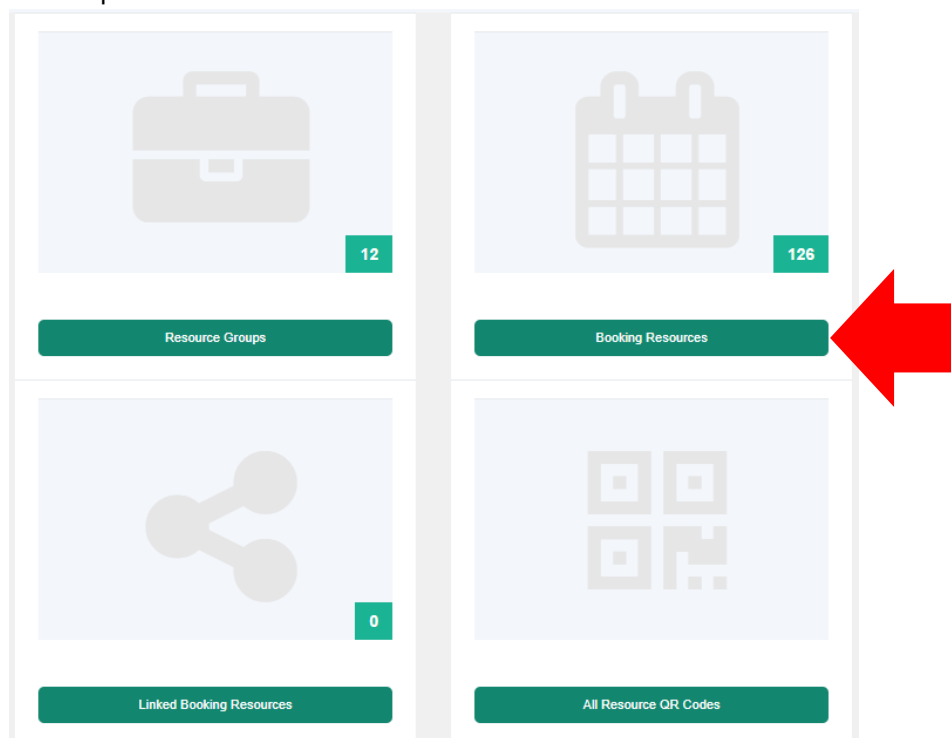 12
126
Resource Groups
Booking Resources
0
Linked Booking Resources
All Resource QR Codes